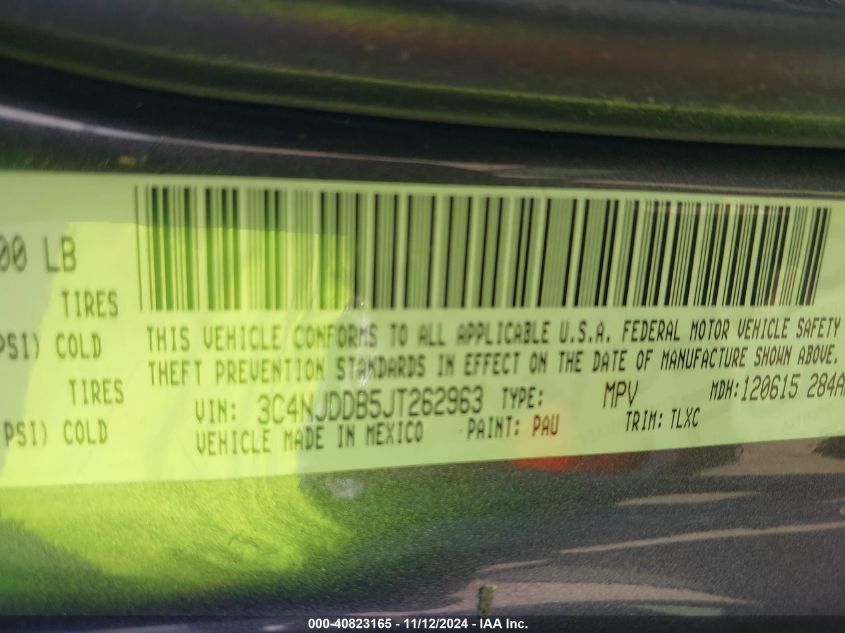 00 LB
TIRES
PSI) COLD
TIRES
PSI) COLD
THIS VEHICLE CONFORMS TO ALL APPLICABLE U.S.A. FEDERAL MOTOR VEHICLE SAFETY
THEFT PREVENTION STANDARDS IN EFFECT ON THE DATE OF MANUFACTURE SHOWN ABOVE.
VIN: 3C4NJDDB5JT262963 TYPE: MPV MDH: 120615 284A
VEHICLE MADE IN MEXICO PAINT: PAU TRIM: TLXC
000-40823165 - 11/12/2024 - IAA Inc.